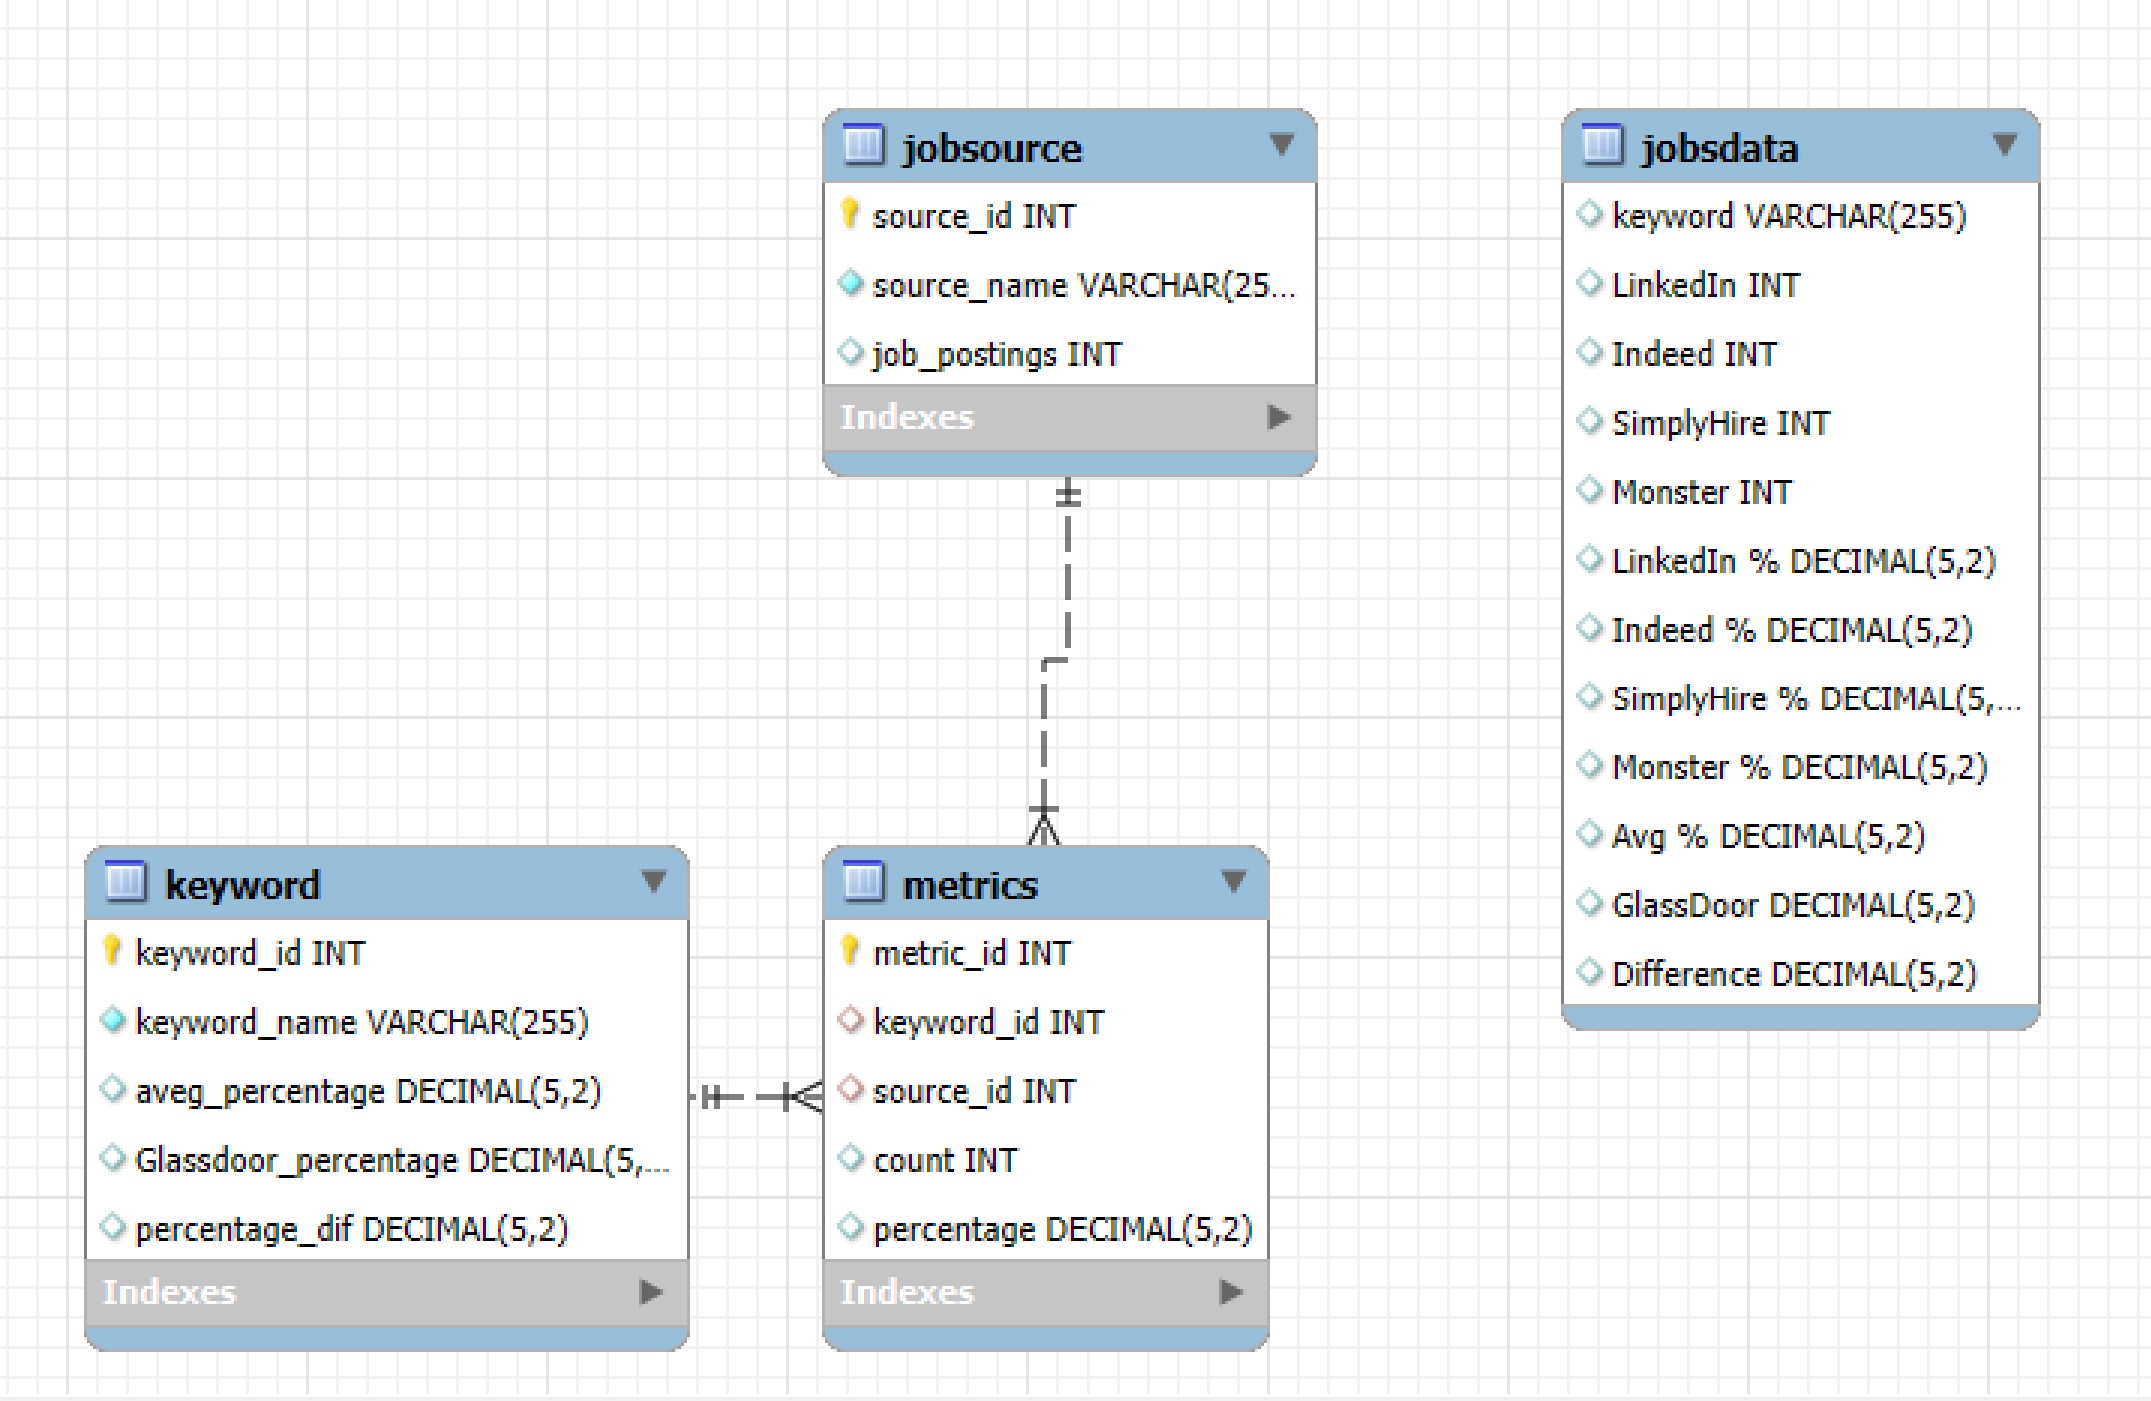 jobsource
source_id INT
source_name VARCHAR(25...
job_postings INT
Indexes
jobsdata
keyword VARCHAR(255)
LinkedIn INT
Indeed INT
SimplyHire INT
Monster INT
LinkedIn % DECIMAL(5,2)
Indeed % DECIMAL(5,2)
SimplyHire % DECIMAL(5,...
Monster % DECIMAL(5,2)
Avg % DECIMAL(5,2)
GlassDoor DECIMAL(5,2)
Difference DECIMAL(5,2)
keyword
keyword_id INT
keyword_name VARCHAR(255)
aveg_percentage DECIMAL(5,2)
Glassdoor_percentage DECIMAL(5,...
percentage_dif DECIMAL(5,2)
Indexes
metrics
metric_id INT
keyword_id INT
source_id INT
count INT
percentage DECIMAL(5,2)
Indexes